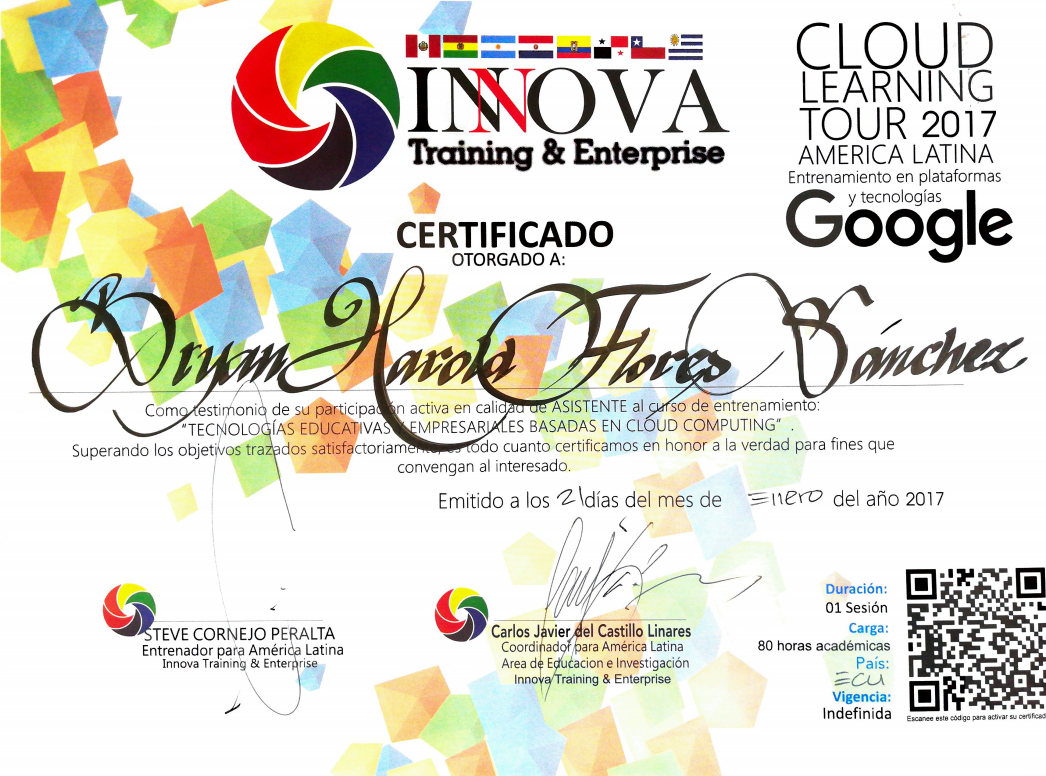 INNOVA
Training & Enterprise
CLOUD
LEARNING
TOUR 2017
AMERICA LATINA
Entrenamiento en plataformas
y tecnologías
Google
CERTIFICADO
OTORGADO A:
Bryan Harold Flores Sánchez
Como testimonio de su participación activa en calidad de ASISTENTE al curso de entrenamiento:
"TECNOLOGÍAS EDUCATIVAS Y EMPRESARIALES BASADAS EN CLOUD COMPUTING" .
Superando los objetivos trazados satisfactoriamente, es todo cuanto certificamos en honor a la verdad para fines que
convengan al interesado.
Emitido a los 21 días del mes de Enero del año 2017
STEVE CORNEJO PERALTA
Entrenador para América Latina
Innova Training & Enterprise
Carlos Javier del Castillo Linares
Coordinador para América Latina
Area de Educacion e Investigación
Innova Training & Enterprise
Duración:
01 Sesión
Carga:
80 horas académicas
País:
ECU
Vigencia:
Indefinida
Escanee este código para activar su certificad